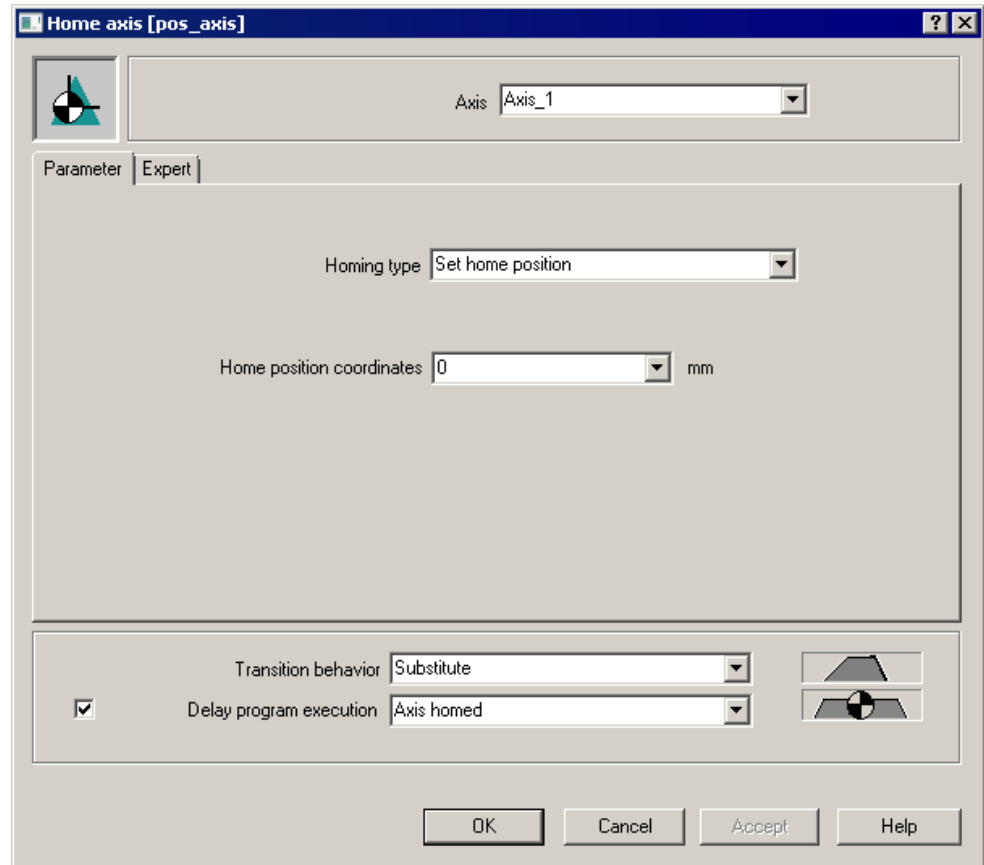 Home axis [pos_axis]
Axis Axis_1
Parameter Expert
Homing type Set home position
Home position coordinates 0 mm
Transition behavior Substitute
Delay program execution Axis homed
OK Cancel Accept Help